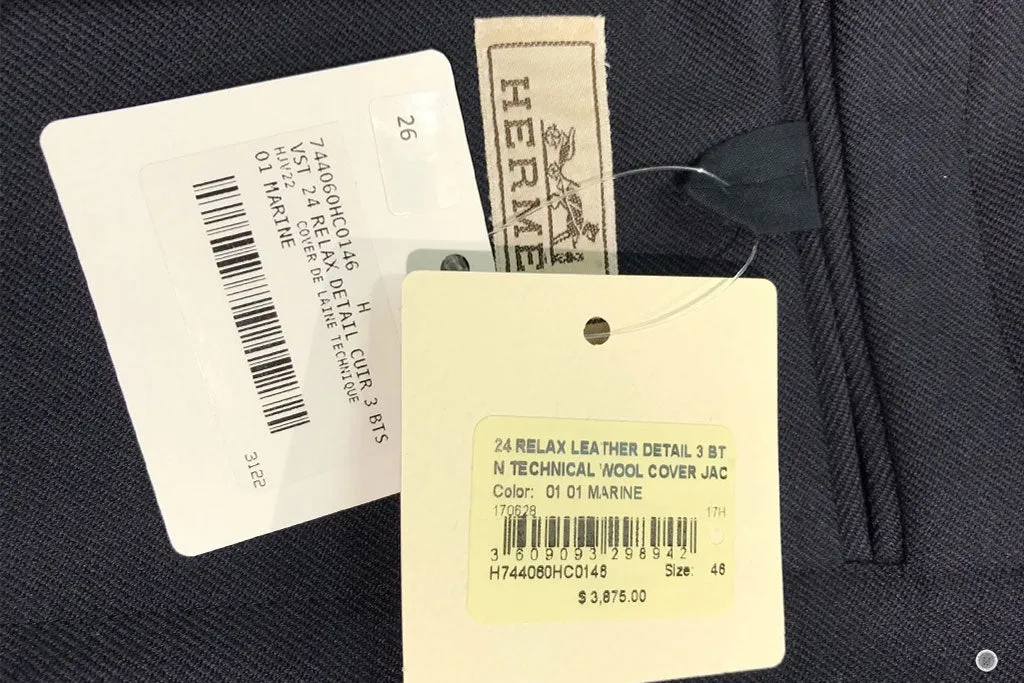 26
744060HC0146 H
VST 24 RELAX DETAIL CUIR 3 BTS
HJV22 COVER DE LAINE TECHNIQUE
01 MARINE
3122
HERME
24 RELAX LEATHER DETAIL 3 BT
N TECHNICAL WOOL COVER JAC
Color: 01 01 MARINE
170628 17H
3 609093 298942
H744060HC0146 Size: 46
$ 3,875.00